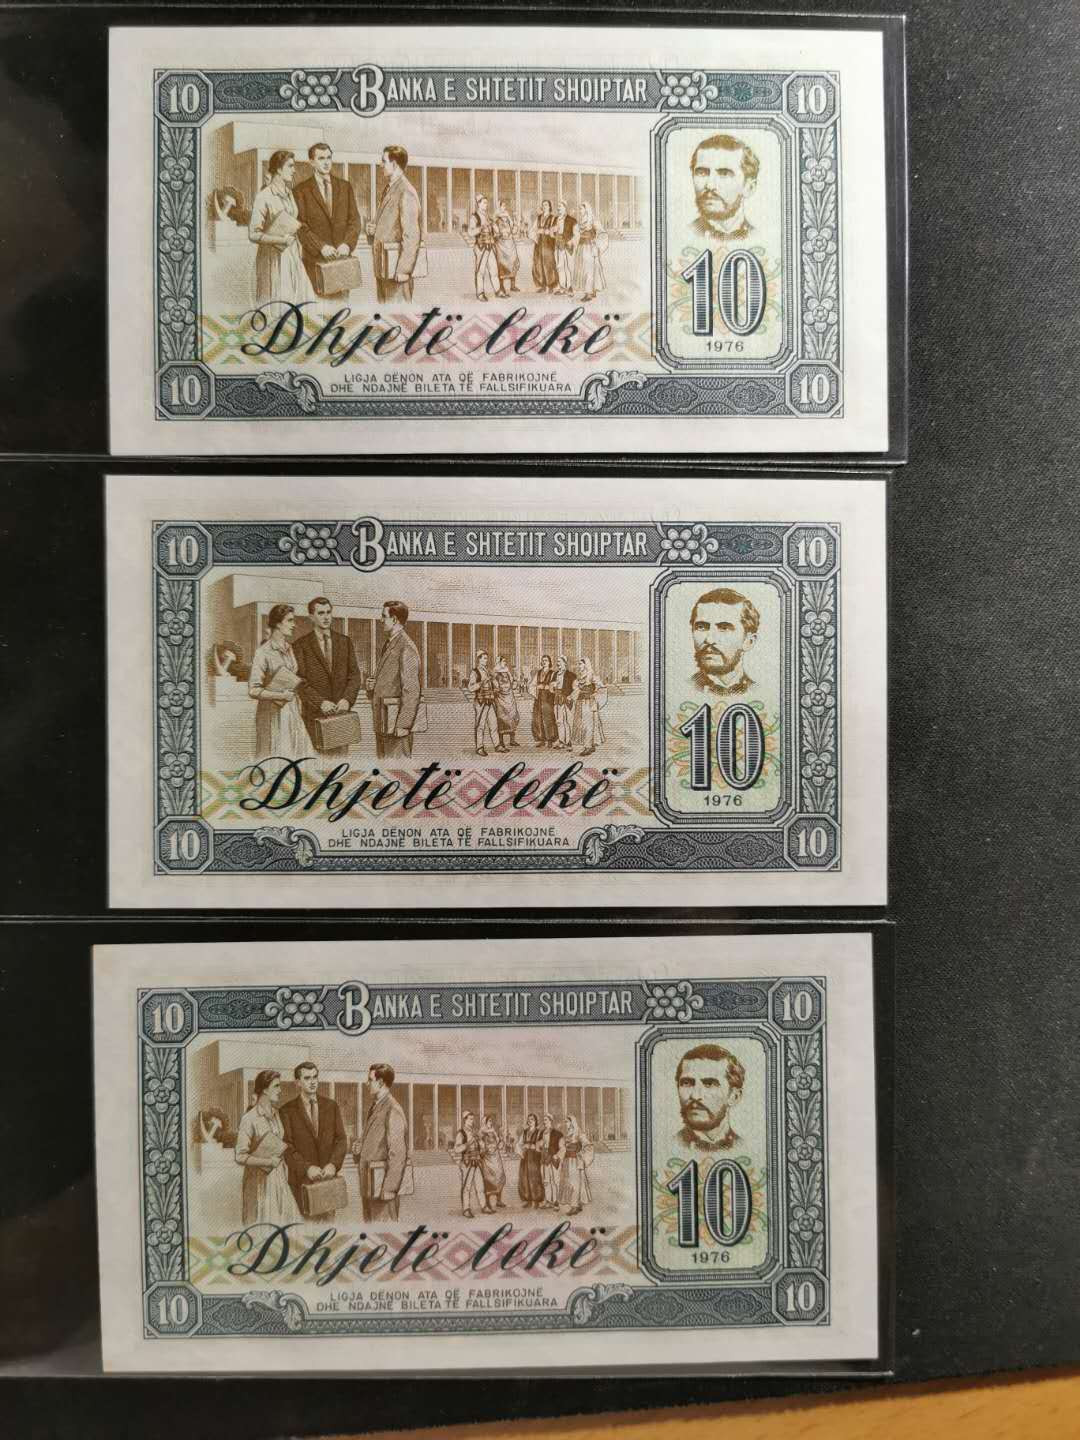 10 BANKA E SHTETIT SHQIPTAR 10
10
1976
Dhjetë lekë
LIGJA DËNON ATA QË FABRIKOJNË
DHE NDAJNË BILETA TË FALLSIFIKUARA
10 10
10 BANKA E SHTETIT SHQIPTAR 10
10
1976
Dhjetë lekë
LIGJA DËNON ATA QË FABRIKOJNË
DHE NDAJNË BILETA TË FALLSIFIKUARA
10 10
10 BANKA E SHTETIT SHQIPTAR 10
10
1976
Dhjetë lekë
LIGJA DËNON ATA QË FABRIKOJNË
DHE NDAJNË BILETA TË FALLSIFIKUARA
10 10